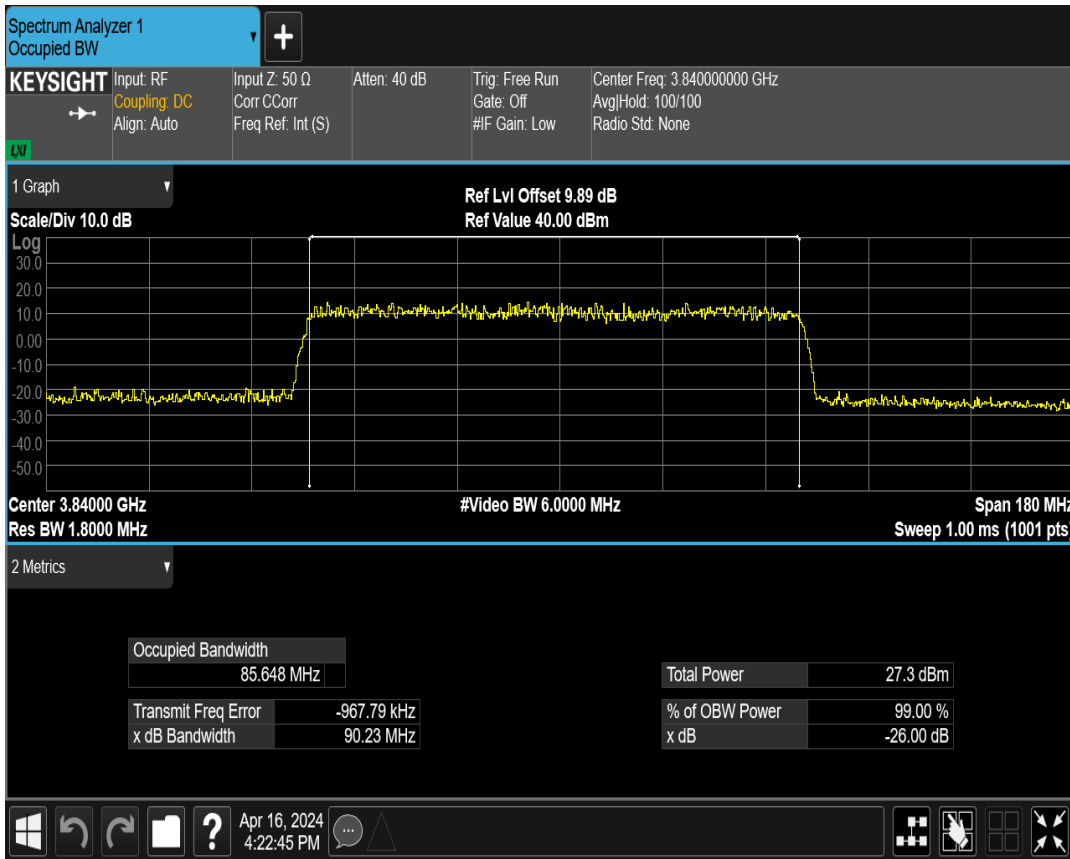 Spectrum Analyzer 1
Occupied BW
+
KEYSIGHT
LXI
Input: RF
Coupling: DC
Align: Auto
Input Z: 50 Ω
Corr CCorr
Freq Ref: Int (S)
Atten: 40 dB
Trig: Free Run
Gate: Off
#IF Gain: Low
Center Freq: 3.840000000 GHz
Avg|Hold: 100/100
Radio Std: None
1 Graph
Scale/Div 10.0 dB
Ref Lvl Offset 9.89 dB
Ref Value 40.00 dBm
Log
30.0
20.0
10.0
0.00
-10.0
-20.0
-30.0
-40.0
-50.0
Center 3.84000 GHz
#Video BW 6.0000 MHz
Span 180 MHz
Res BW 1.8000 MHz
Sweep 1.00 ms (1001 pts)
2 Metrics
Occupied Bandwidth
85.648 MHz
Total Power 27.3 dBm
Transmit Freq Error -967.79 kHz
% of OBW Power 99.00 %
x dB Bandwidth 90.23 MHz
x dB -26.00 dB
?
Apr 16, 2024
4:22:45 PM